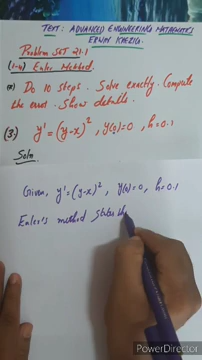 TEXT: ADVANCED ENGINEERING MATHEMATICS
ERWIN KREYZIG.
Problem SET 21.1
(1-4) Euler Method.
Do 10 steps. Solve exactly. Compute
the error. Show details.
(3.) y' = (y-x)², y(0)=0, h=0.1
Soln
Given, y' = (y-x)², y(0)=0, h=0.1
Euler's method states th
PowerDirector